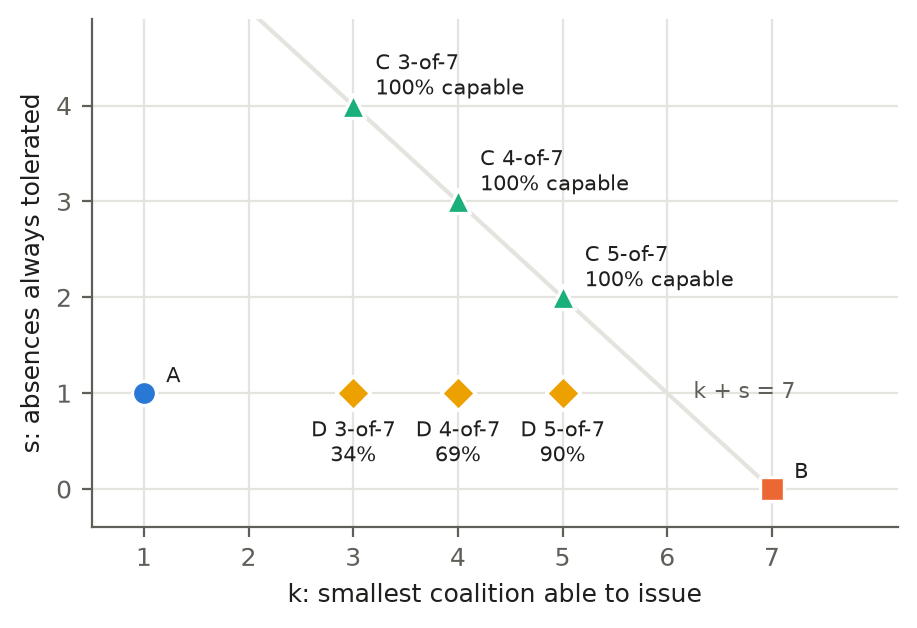 C 3-of-7
100% capable
4
C 4-of-7
100% capable
3
C 5-of-7
100% capable
2
A
1
k + s = 7
D 3-of-7
34%
D 4-of-7
69%
D 5-of-7
90%
B
0
s: absences always tolerated
1 2 3 4 5 6 7
k: smallest coalition able to issue